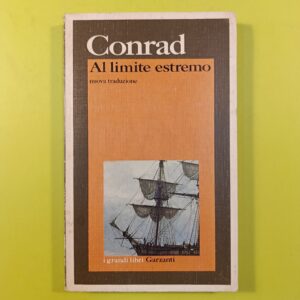 Conrad
Al limite estremo
nuova traduzione
i grandi libri Garzanti